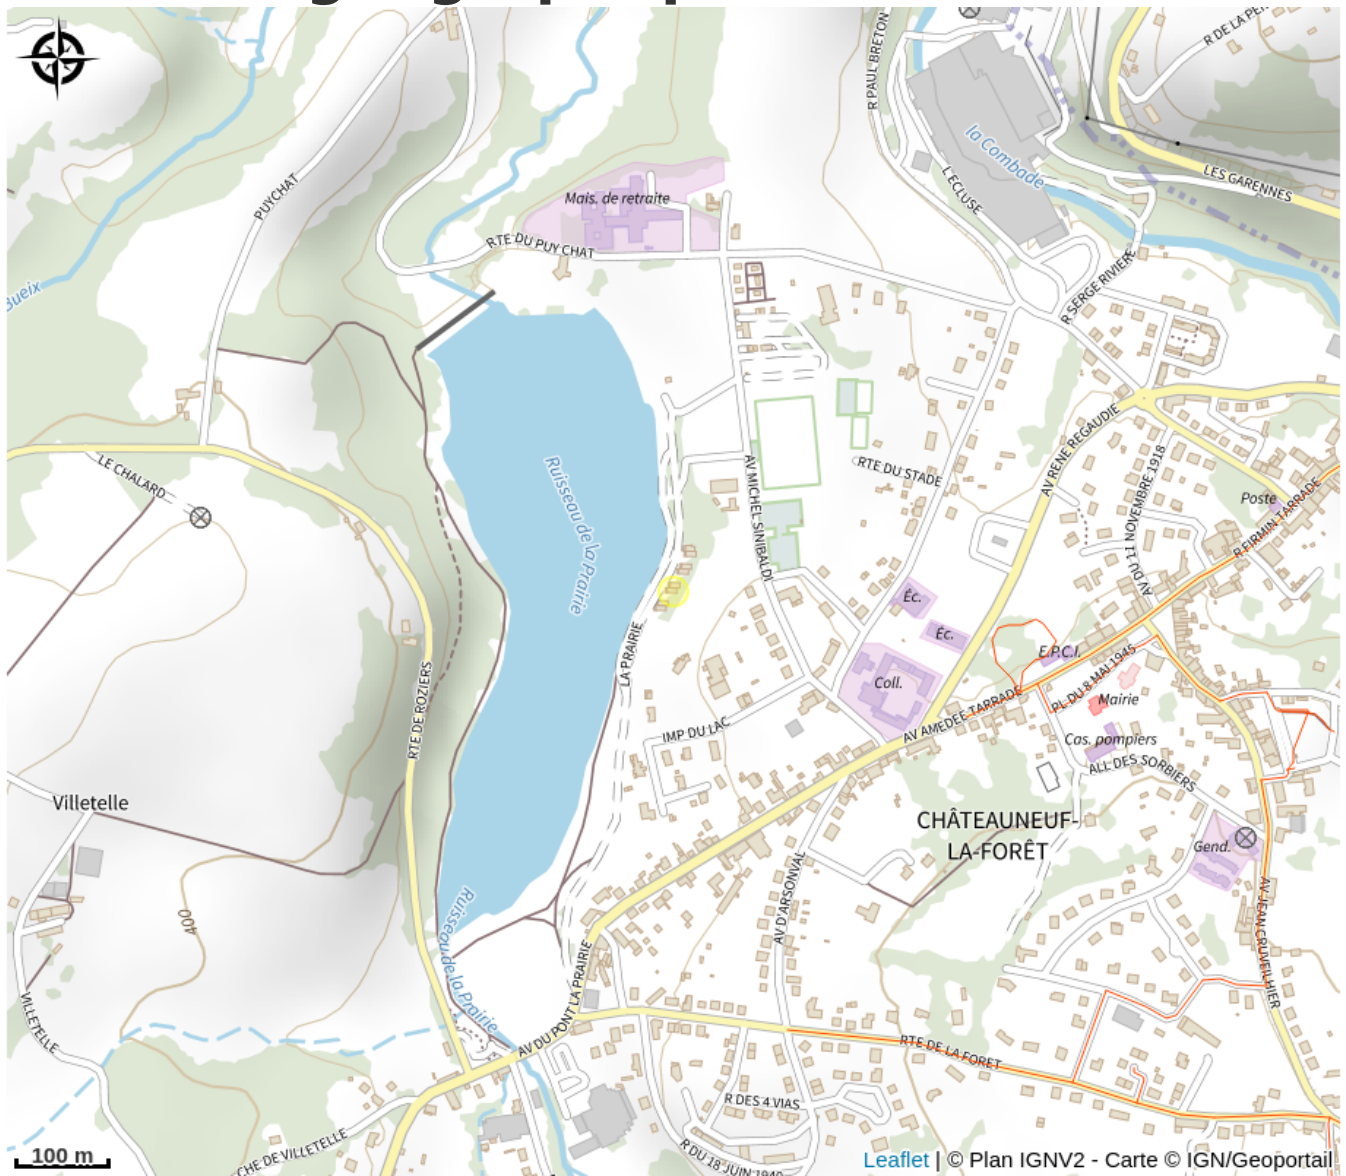 R DE LA PEI
R PAUL BRETON
la Combade
LES GARENNES
L'ECLUSE
PUYCHAT
Mais. de retraite
RTE DU PUY CHAT
R SERGE RIVIERE
Bueix
AV RENE REGAUDIE
LE CHALARD
Ruisseau de la Prairie
AV MICHEL SINIBALDI
RTE DU STADE
AV DU 11 NOVEMBRE 1918
Poste
R FIRMIN TARRADE
Éc.
Éc.
LA PRAIRIE
E.P.C.I.
PL DU 8 MAI 1945
Coll.
Mairie
RTE DE ROZIERS
IMP DU LAC
AV AMEDEE TARRADE
Cas. pompiers
ALL DES SORBIERS
Villetelle
CHÂTEAUNEUF-
LA-FORÊT
Gend.
400
AV D'ARSONVAL
AV JEAN CRUVEILHIER
Ruisseau de la Prairie
AV DU PONT LA PRAIRIE
VILLETELLE
RTE DE LA FORET
R DES 4 VIAS
CHE DE VILLETELLE
R DU 18 JUIN 1940
100 m
Leaflet | © Plan IGNV2 - Carte © IGN/Geoportail